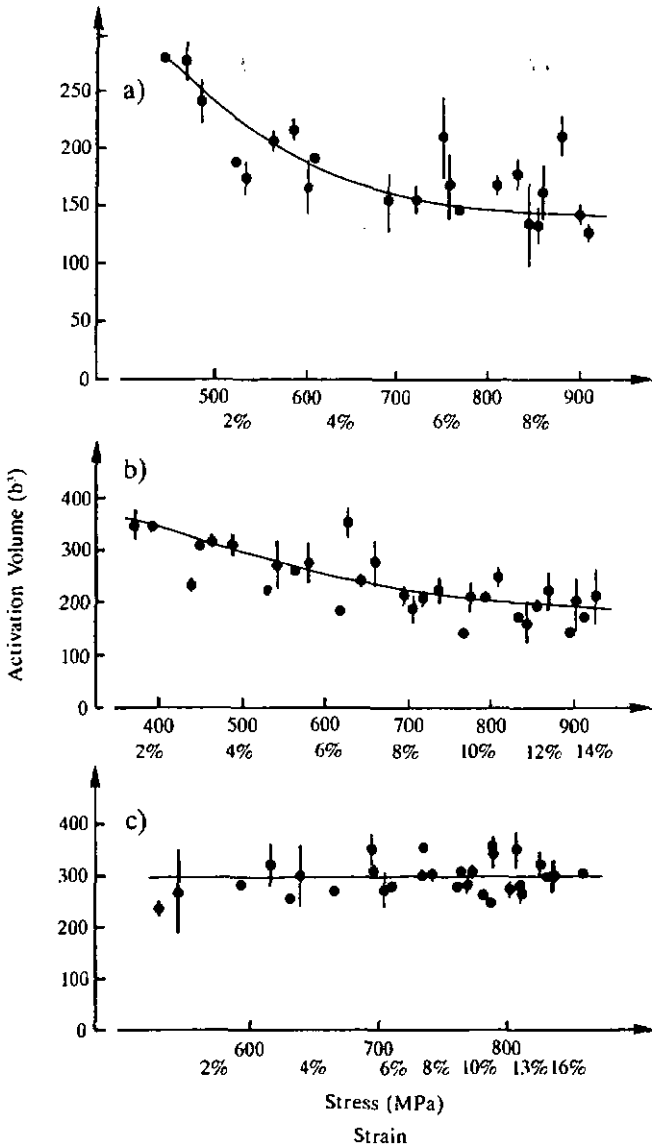 a)
250
200
150
100
50
0
500 600 700 800 900
2% 4% 6% 8%
b)
400
300
200
100
0
400 500 600 700 800 900
2% 4% 6% 8% 10% 12% 14%
Activation Volume (b³)
c)
400
300
200
100
0
600 700 800
2% 4% 6% 8% 10% 13% 16%
Stress (MPa)
Strain